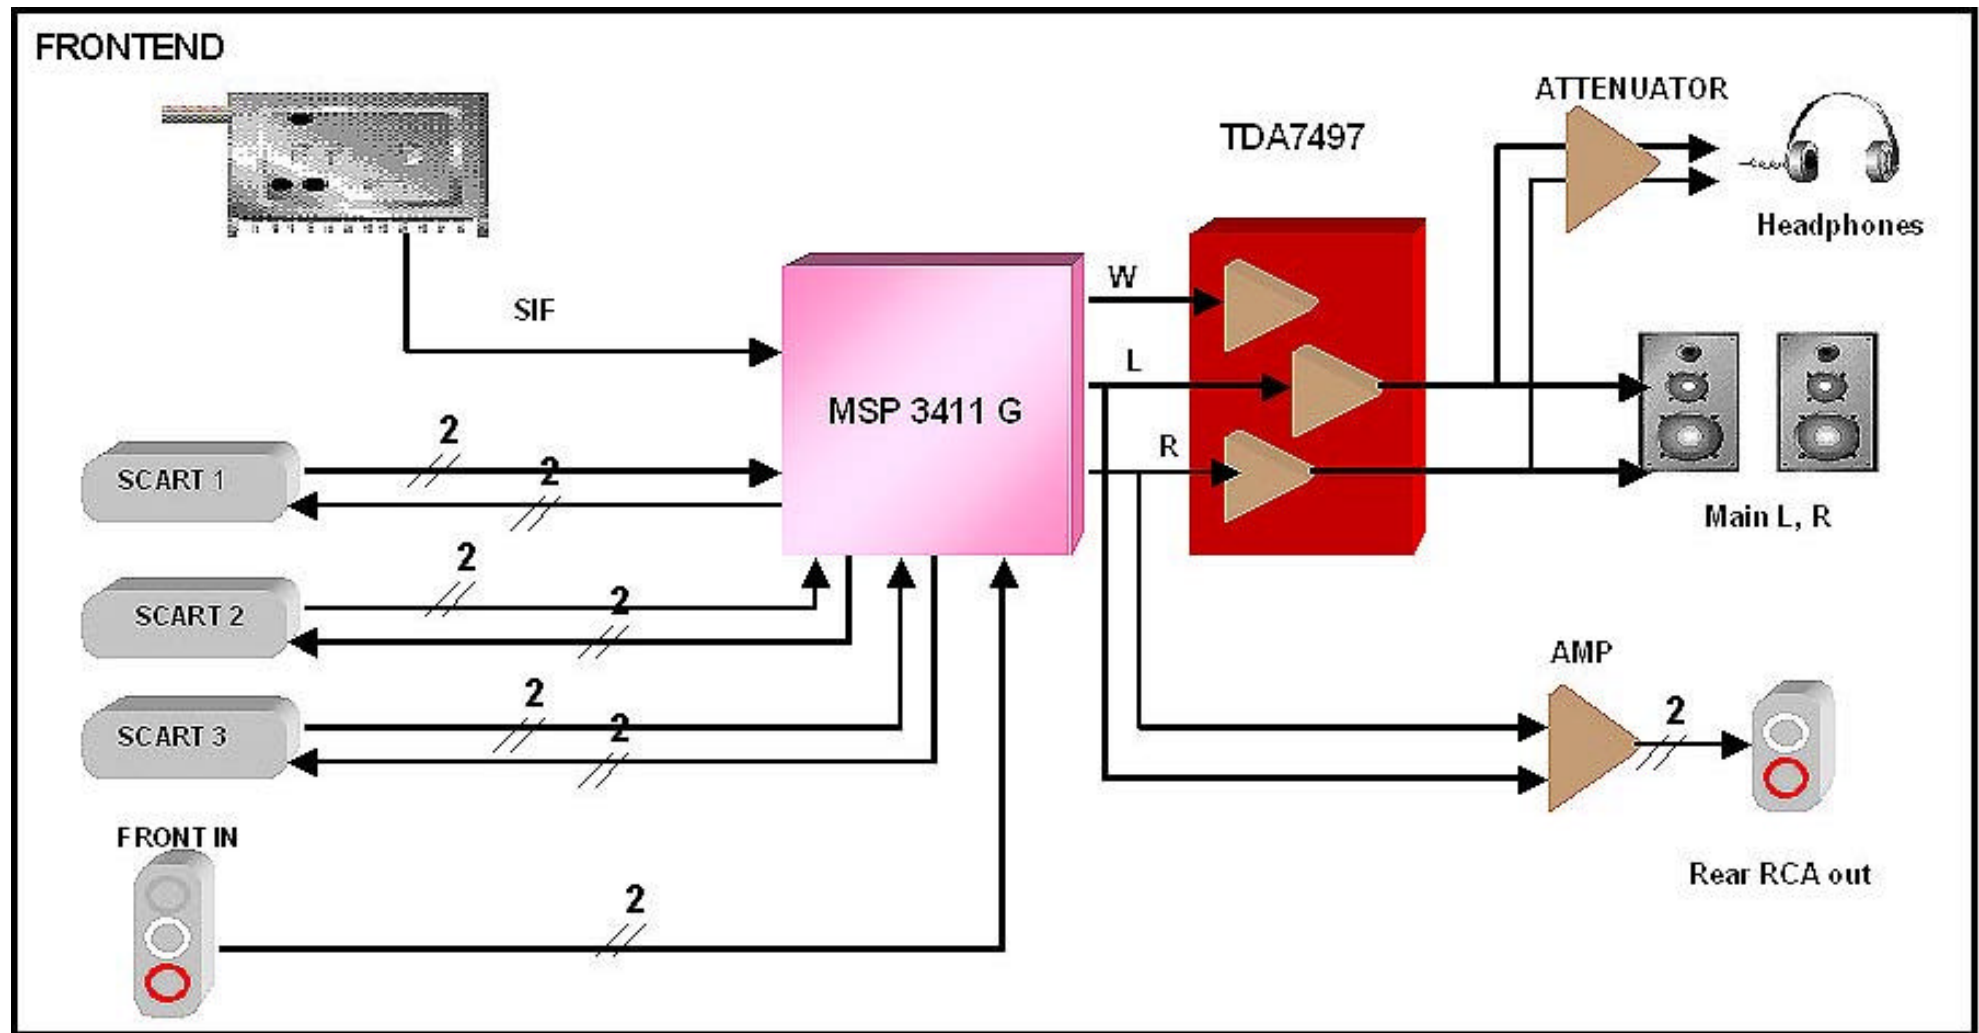 FRONTEND
ATTENUATOR
TDA7497
Headphones
W
SIF
L
MSP 3411 G
2
R
2
SCART 1
Main L, R
2
2
SCART 2
AMP
2
2
2
SCART 3
FRONT IN
Rear RCA out
2